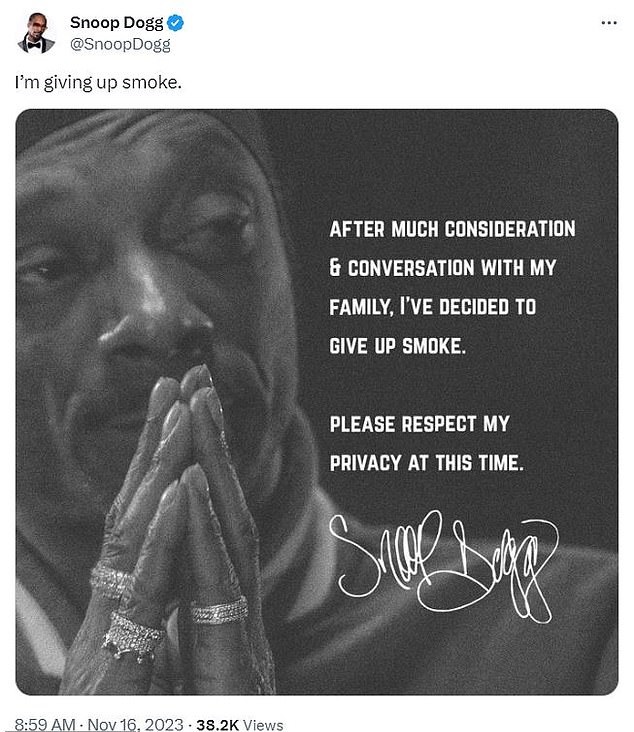 Snoop Dogg
@SnoopDogg
I'm giving up smoke.
AFTER MUCH CONSIDERATION
& CONVERSATION WITH MY
FAMILY, I'VE DECIDED TO
GIVE UP SMOKE.
PLEASE RESPECT MY
PRIVACY AT THIS TIME.
Snoop Dogg
8:59 AM · Nov 16, 2023 · 38.2K Views